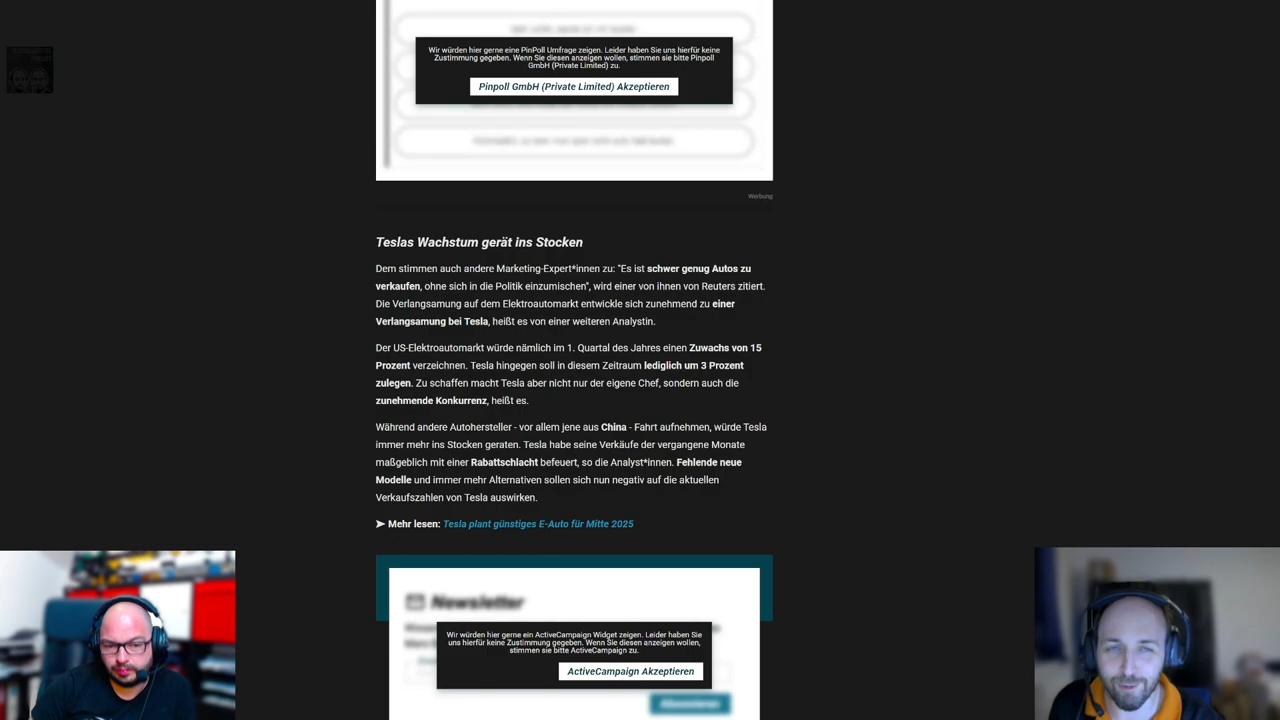 Wir würden hier gerne eine PinPoll Umfrage zeigen. Leider haben Sie uns hierfür keine
Zustimmung gegeben. Wenn Sie diesen anzeigen wollen, stimmen sie bitte Pinpoll
GmbH (Private Limited) zu.
Pinpoll GmbH (Private Limited) Akzeptieren
Werbung
Teslas Wachstum gerät ins Stocken
Dem stimmen auch andere Marketing-Expert*innen zu: "Es ist schwer genug Autos zu
verkaufen, ohne sich in die Politik einzumischen", wird einer von ihnen von Reuters zitiert.
Die Verlangsamung auf dem Elektroautomarkt entwickle sich zunehmend zu einer
Verlangsamung bei Tesla, heißt es von einer weiteren Analystin.
Der US-Elektroautomarkt würde nämlich im 1. Quartal des Jahres einen Zuwachs von 15
Prozent verzeichnen. Tesla hingegen soll in diesem Zeitraum lediglich um 3 Prozent
zulegen. Zu schaffen macht Tesla aber nicht nur der eigene Chef, sondern auch die
zunehmende Konkurrenz, heißt es.
Während andere Autohersteller - vor allem jene aus China - Fahrt aufnehmen, würde Tesla
immer mehr ins Stocken geraten. Tesla habe seine Verkäufe der vergangene Monate
maßgeblich mit einer Rabattschlacht befeuert, so die Analyst*innen. Fehlende neue
Modelle und immer mehr Alternativen sollen sich nun negativ auf die aktuellen
Verkaufszahlen von Tesla auswirken.
➤ Mehr lesen: Tesla plant günstiges E-Auto für Mitte 2025
Newsletter
Wir würden hier gerne ein ActiveCampaign Widget zeigen. Leider haben Sie
uns hierfür keine Zustimmung gegeben. Wenn Sie diesen anzeigen wollen,
stimmen sie bitte ActiveCampaign zu.
ActiveCampaign Akzeptieren